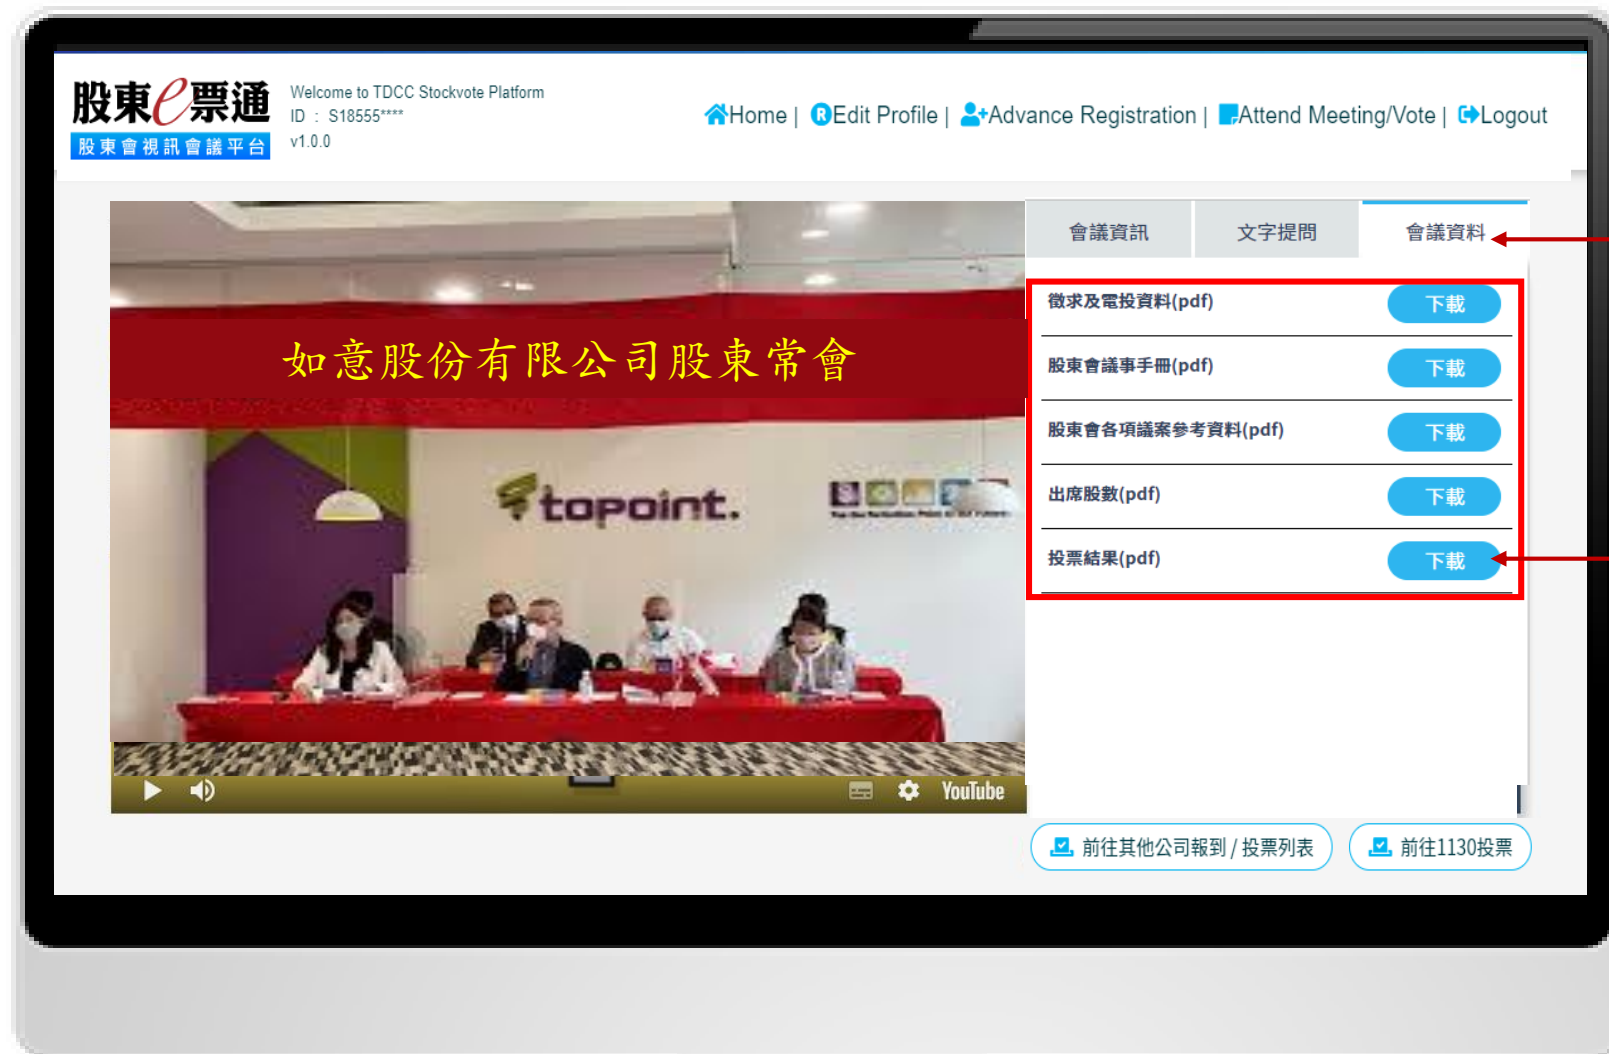 股東e票通
股東會視訊會議平台
Welcome to TDCC Stockvote Platform
ID : S18555****
v1.0.0
Home | Edit Profile | Advance Registration | Attend Meeting/Vote | Logout
如意股份有限公司股東常會
topoint.
YouTube
會議資訊 文字提問 會議資料
徵求及電投資料(pdf) 下載
股東會議事手冊(pdf) 下載
股東會各項議案參考資料(pdf) 下載
出席股數(pdf) 下載
投票結果(pdf) 下載
前往其他公司報到 / 投票列表
前往1130投票